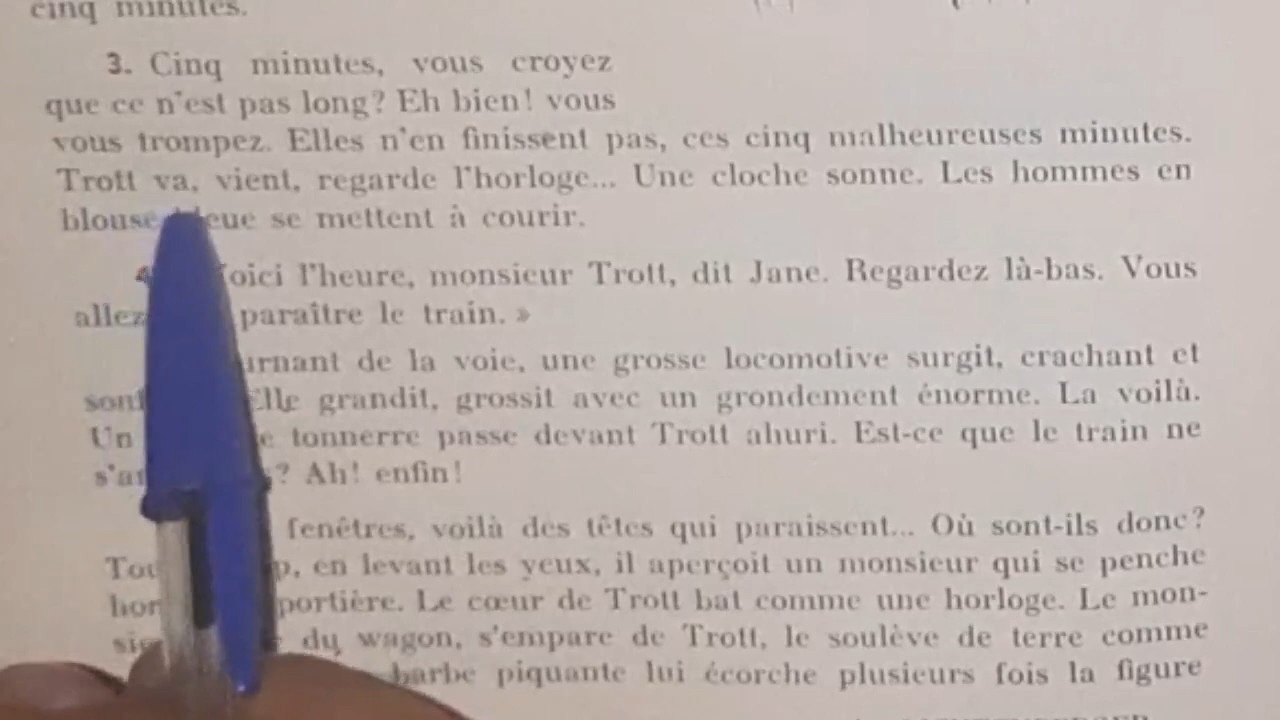 cinq minutes.
3. Cinq minutes, vous croyez
que ce n'est pas long? Eh bien! vous
vous trompez. Elles n'en finissent pas, ces cinq malheureuses minutes.
Trott va, vient, regarde l'horloge... Une cloche sonne. Les hommes en
blouse se mettent à courir.
l'heure, monsieur Trott, dit Jane. Regardez là-bas. Vous
allez paraître le train. »
de la voie, une grosse locomotive surgit, crachant et
Elle grandit, grossit avec un grondement énorme. La voilà.
Un tonnerre passe devant Trott ahuri. Est-ce que le train ne
? Ah! enfin!
fenêtres, voilà des têtes qui paraissent... Où sont-ils donc?
en levant les yeux, il aperçoit un monsieur qui se penche
portière. Le cœur de Trott bat comme une horloge. Le mon-
du wagon, s'empare de Trott, le soulève de terre comme
barbe piquante lui écorche plusieurs fois la figure